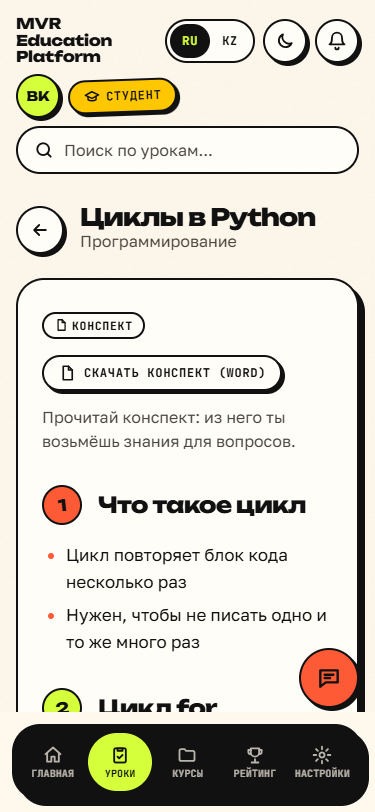 MVR
Education
Platform
RU
KZ
ВК
СТУДЕНТ
Поиск по урокам...
Циклы в Python
Программирование
КОНСПЕКТ
СКАЧАТЬ КОНСПЕКТ (WORD)
Прочитай конспект: из него ты
возьмёшь знания для вопросов.
1 Что такое цикл
Цикл повторяет блок кода
несколько раз
Нужен, чтобы не писать одно и
то же много раз
2 Цикл for
ГЛАВНАЯ
УРОКИ
КУРСЫ
РЕЙТИНГ
НАСТРОЙКИ